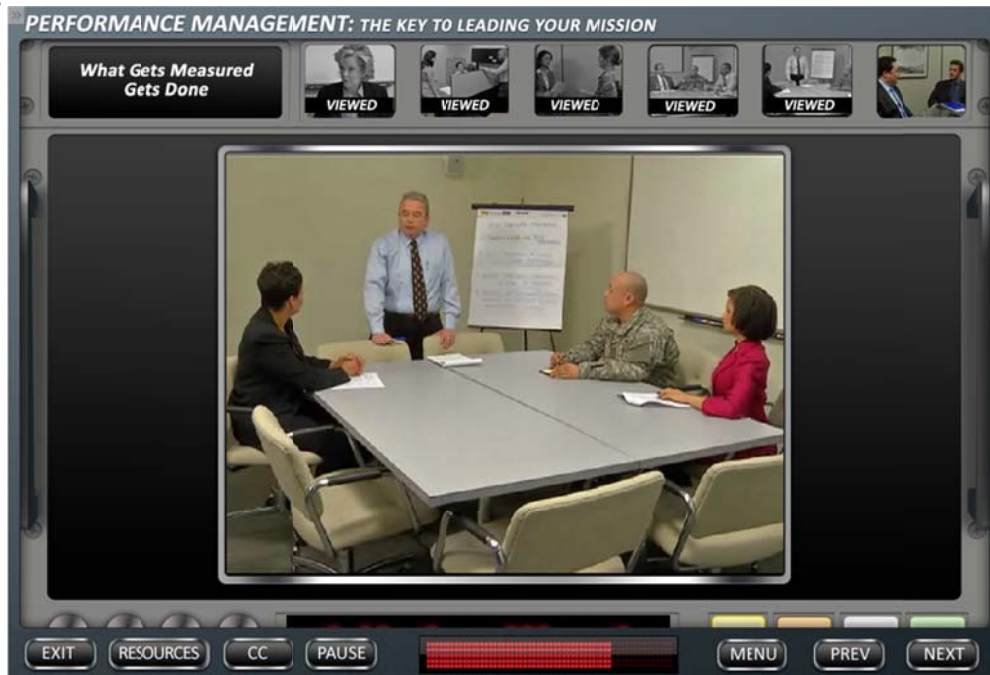 PERFORMANCE MANAGEMENT: THE KEY TO LEADING YOUR MISSION
What Gets Measured
Gets Done
VIEWED
VIEWED
VIEWED
VIEWED
VIEWED
EXIT
RESOURCES
CC
PAUSE
MENU
PREV
NEXT